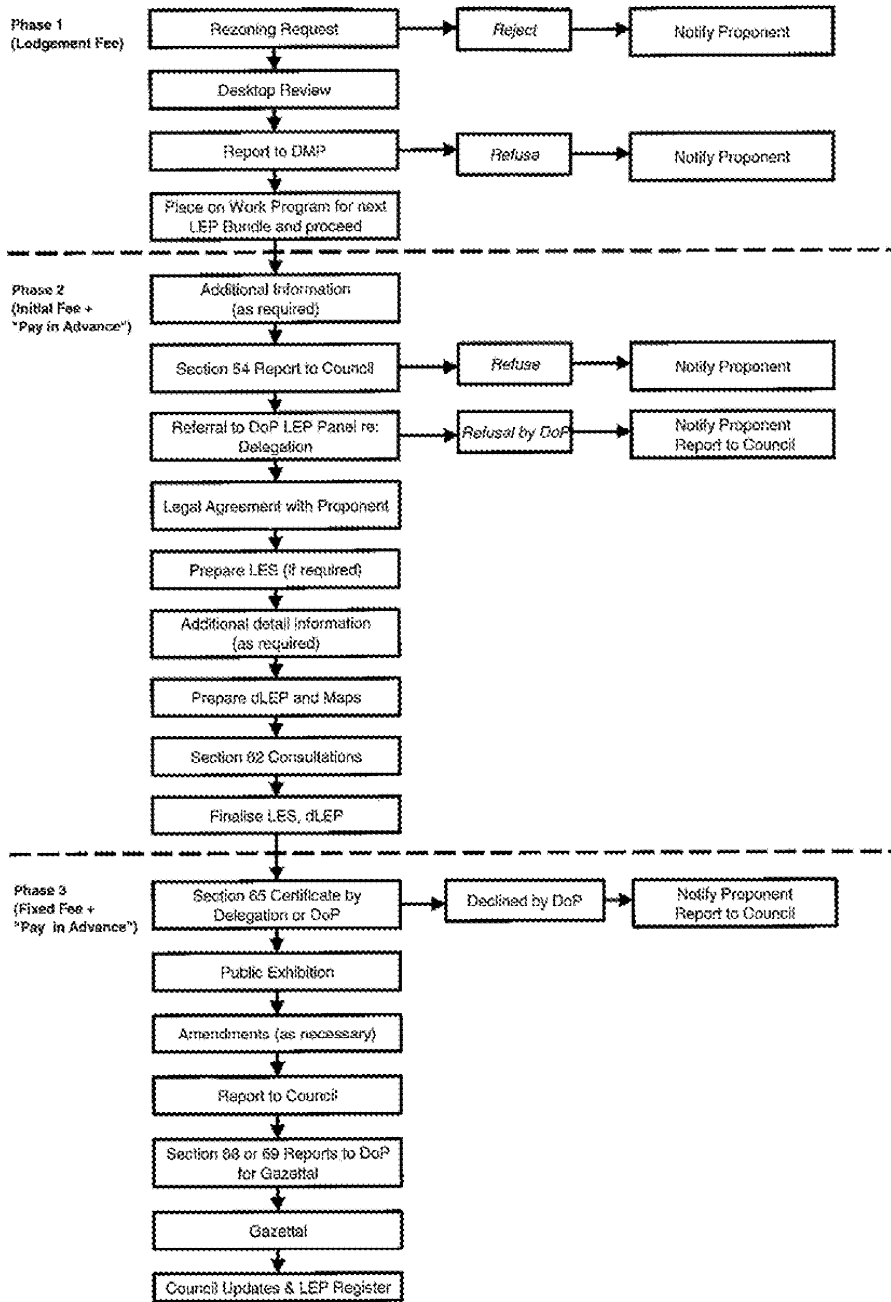 Phase 1
(Lodgement Fee)
Rezoning Request
Reject
Notify Proponent
Desktop Review
Report to DMP
Refuse
Notify Proponent
Place on Work Program for next
LEP Bundle and proceed
Phase 2
(Initial Fee +
"Pay in Advance")
Additional Information
(as required)
Section 54 Report to Council
Refuse
Notify Proponent
Referral to DoP LEP Panel re:
Delegation
Refusal by DoP
Notify Proponent
Report to Council
Legal Agreement with Proponent
Prepare LES (if required)
Additional detail information
(as required)
Prepare dLEP and Maps
Section 62 Consultations
Finalise LES, dLEP
Phase 3
(Fixed Fee +
"Pay in Advance")
Section 65 Certificate by
Delegation or DoP
Declined by DoP
Notify Proponent
Report to Council
Public Exhibition
Amendments (as necessary)
Report to Council
Section 68 or 69 Reports to DoP
for Gazettal
Gazettal
Council Updates & LEP Register